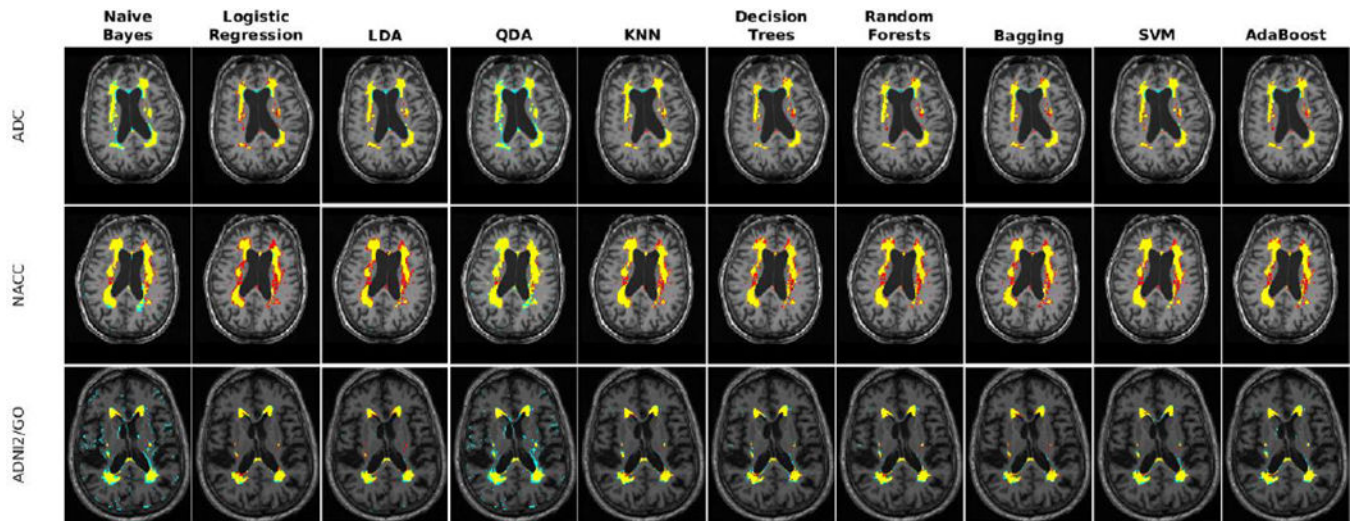 Naive Bayes
Logistic Regression
LDA
QDA
KNN
Decision Trees
Random Forests
Bagging
SVM
AdaBoost
ADC
NACC
ADNI2/GO